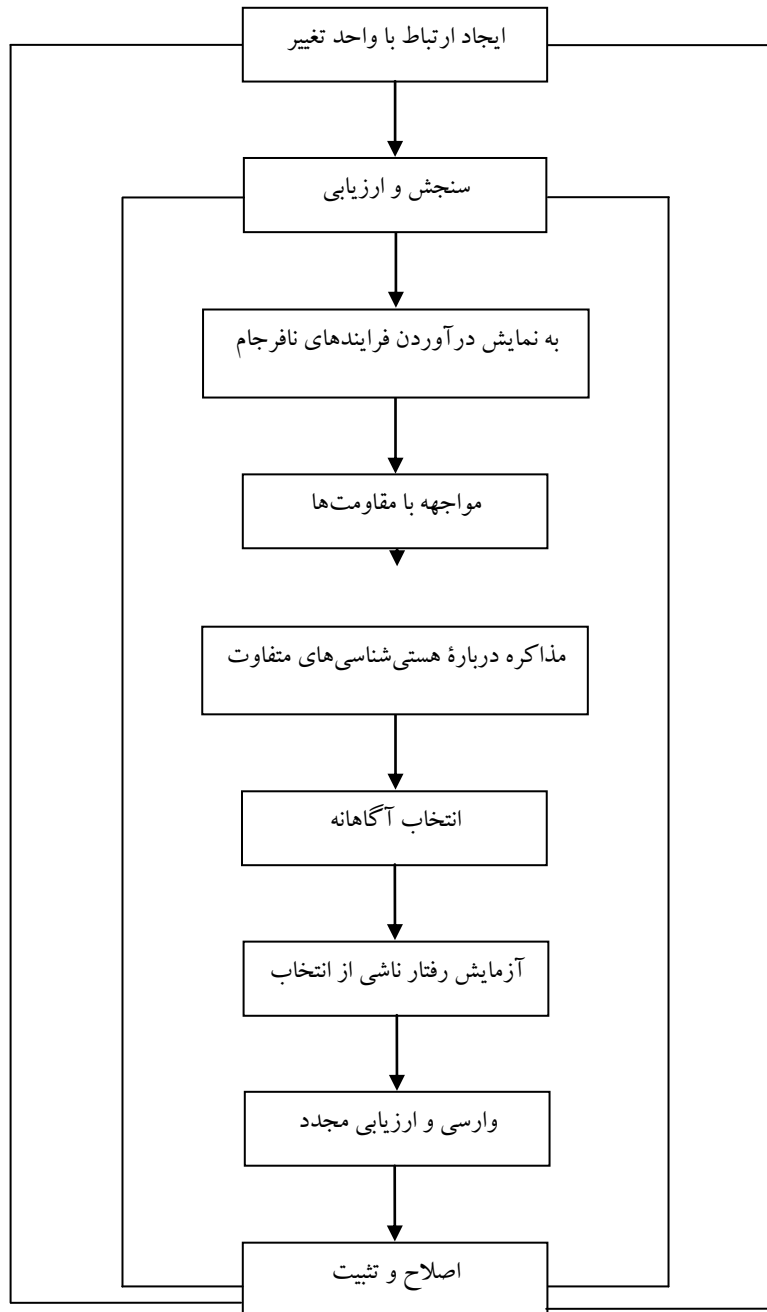 ایجاد ارتباط با واحد تغییر
سنجش و ارزیابی
به نمایش درآوردن فرایندهای نافرجام
مواجهه با مقاومت‌ها
مذاکره دربارهٔ هستی‌شناسی‌های متفاوت
انتخاب آگاهانه
آزمایش رفتار ناشی از انتخاب
وارسی و ارزیابی مجدد
اصلاح و تثبیت